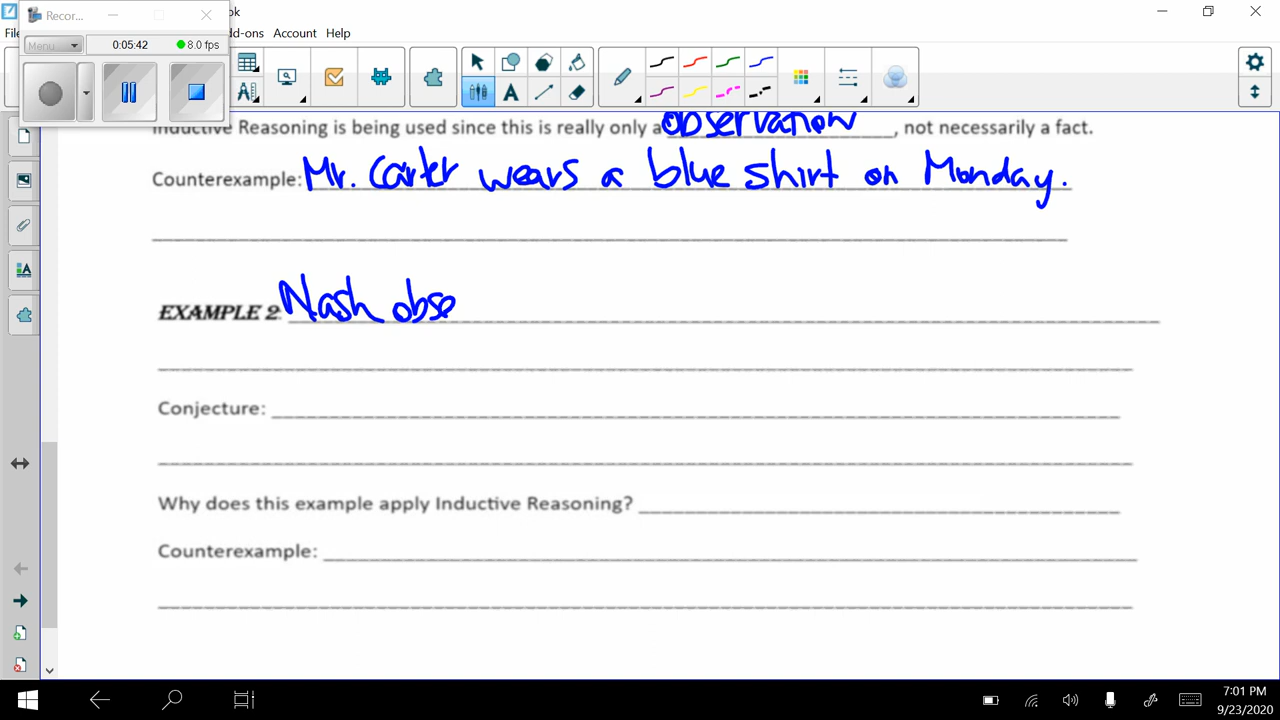 Recor...
Menu 0:05:42 8.0 fps
dd-ons Account Help
Inductive Reasoning is being used since this is really only a observation, not necessarily a fact.
Counterexample: Mr. Carter wears a blue shirt on Monday.
EXAMPLE 2 Nash obse
Conjecture:
Why does this example apply Inductive Reasoning?
Counterexample:
7:01 PM
9/23/2020